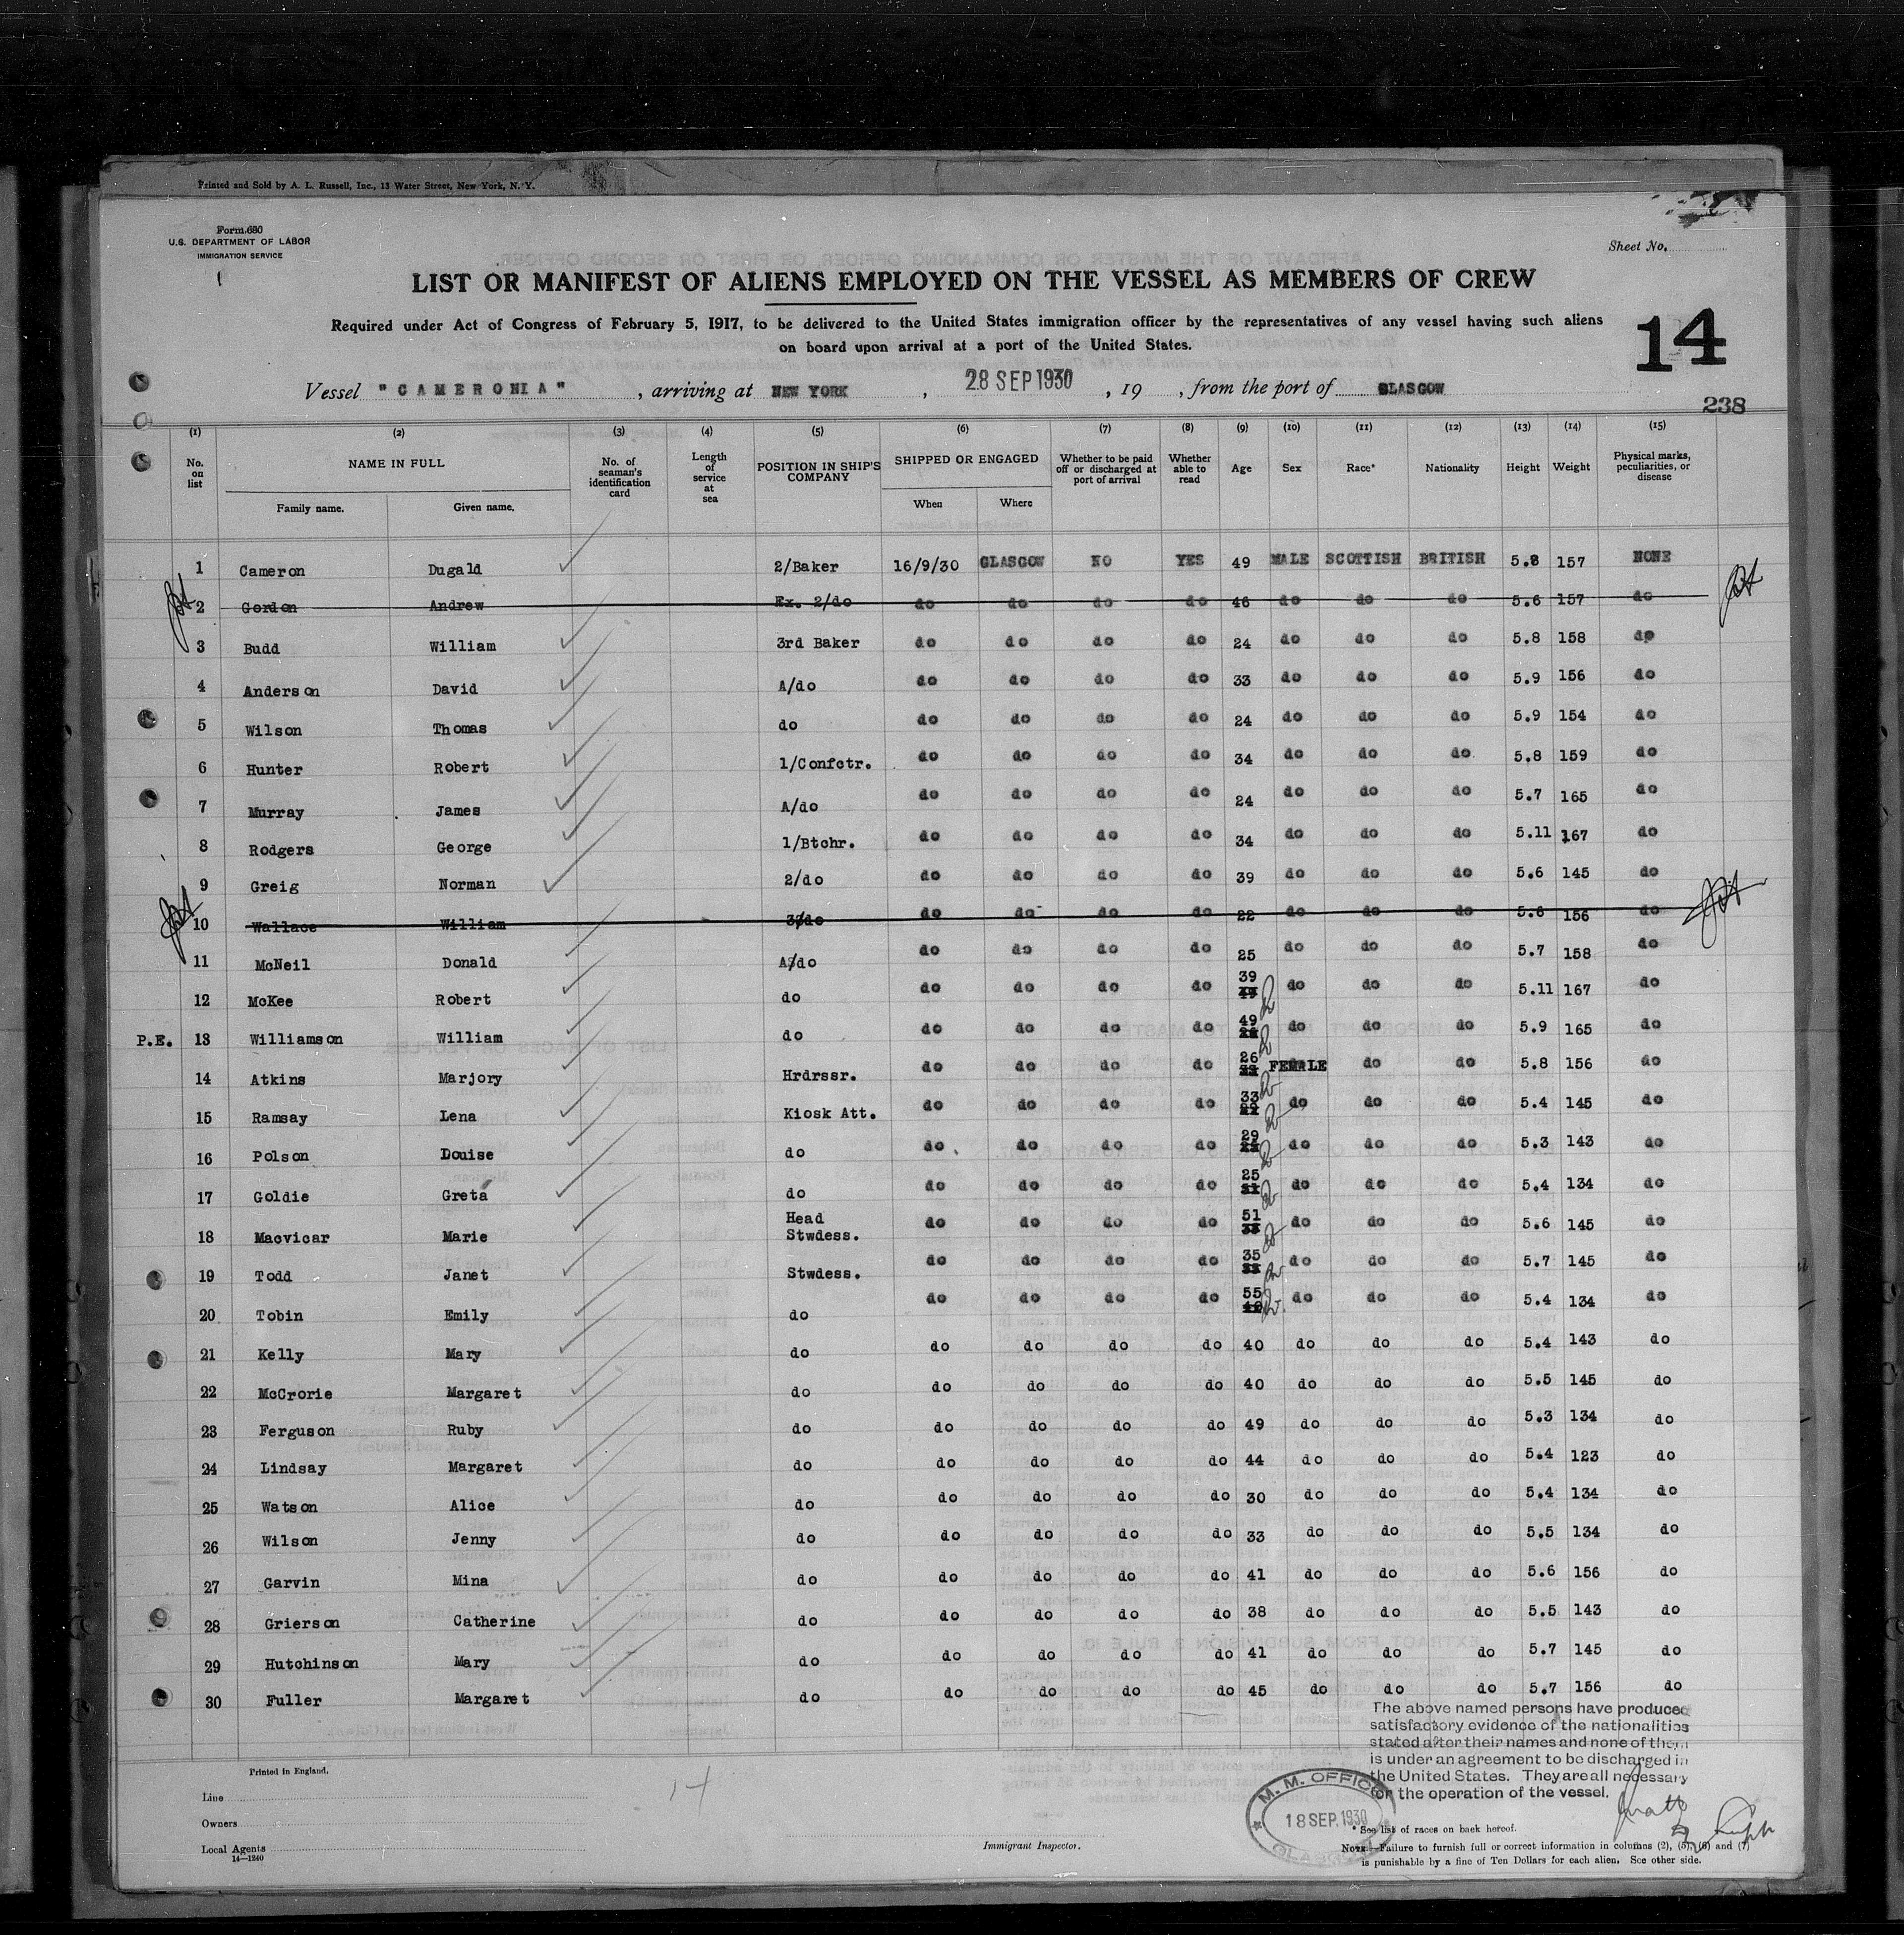 Printed and Sold by A. L. Russell, Inc., 13 Water Street, New York, N. Y.
Form 680
U.S. DEPARTMENT OF LABOR
IMMIGRATION SERVICE
Sheet No.
LIST OR MANIFEST OF ALIENS EMPLOYED ON THE VESSEL AS MEMBERS OF CREW
Required under Act of Congress of February 5, 1917, to be delivered to the United States immigration officer by the representatives of any vessel having such aliens
on board upon arrival at a port of the United States.
14
Vessel "CAMERONIA", arriving at NEW YORK, 28 SEP 1930, 19 , from the port of GLASGOW
238
(1) (2) (3) (4) (5) (6) (7) (8) (9) (10) (11) (12) (13) (14) (15)
No. on list NAME IN FULL Family name. Given name. No. of seaman's identification card Length of service at sea POSITION IN SHIP'S COMPANY SHIPPED OR ENGAGED When Where Whether to be paid off or discharged at port of arrival Whether able to read Age Sex Race* Nationality Height Weight Physical marks, peculiarities, or disease
1 Cameron Dugald 2/Baker 16/9/30 GLASGOW NO YES 49 MALE SCOTTISH BRITISH 5.8 157 NONE
2 Gordon Andrew Ex. 2/do do do do do 46 do do do 5.6 157 do
3 Budd William 3rd Baker do do do do 24 do do do 5.8 158 do
4 Anderson David A/do do do do do 33 do do do 5.9 156 do
5 Wilson Thomas do do do do do 24 do do do 5.9 154 do
6 Hunter Robert 1/Confctr. do do do do 34 do do do 5.8 159 do
7 Murray James A/do do do do do 24 do do do 5.7 165 do
8 Rodgers George 1/Btchr. do do do do 34 do do do 5.11 167 do
9 Greig Norman 2/do do do do do 39 do do do 5.6 145 do
10 Wallace William 3/do do do do do 22 do do do 5.8 156 do
11 McNeil Donald A/do do do do do 25 do do do 5.7 158 do
12 McKee Robert do do do do do 39 do do do 5.11 167 do
P.E. 13 Williamson William do do do do do 49 do do do 5.9 165 do
14 Atkins Marjory Hrdrssr. do do do do 26 FEMALE do do 5.8 156 do
15 Ramsay Lena Kiosk Att. do do do do 33 do do do 5.4 145 do
16 Polson Douise do do do do do 29 do do do 5.3 143 do
17 Goldie Greta do do do do do 25 do do do 5.4 134 do
18 Macvicar Marie Head Stwdess. do do do do 51 do do do 5.6 145 do
19 Todd Janet Stwdess. do do do do 35 do do do 5.7 145 do
20 Tobin Emily do do do do do 55 do do do 5.4 134 do
21 Kelly Mary do do do do do 40 do do do 5.4 143 do
22 McCrorie Margaret do do do do do 40 do do do 5.5 145 do
23 Ferguson Ruby do do do do do 49 do do do 5.3 134 do
24 Lindsay Margaret do do do do do 44 do do do 5.4 123 do
25 Watson Alice do do do do do 30 do do do 5.4 134 do
26 Wilson Jenny do do do do do 33 do do do 5.5 134 do
27 Garvin Mina do do do do do 41 do do do 5.6 156 do
28 Grierson Catherine do do do do do 38 do do do 5.5 143 do
29 Hutchinson Mary do do do do do 41 do do do 5.7 145 do
30 Fuller Margaret do do do do do 45 do do do 5.7 156 do
The above named persons have produced
satisfactory evidence of the nationalities
stated after their names and none of them
is under an agreement to be discharged in
the United States. They are all necessary
for the operation of the vessel.
Printed in England.
Line
Owners
Local Agents
14—1240
14
Immigrant Inspector.
M. M. OFFICE
18 SEP. 1930
GLASGOW
* See list of races on back hereof.
NOTE.—Failure to furnish full or correct information in columns (2), (5), (6) and (7)
is punishable by a fine of Ten Dollars for each alien. See other side.